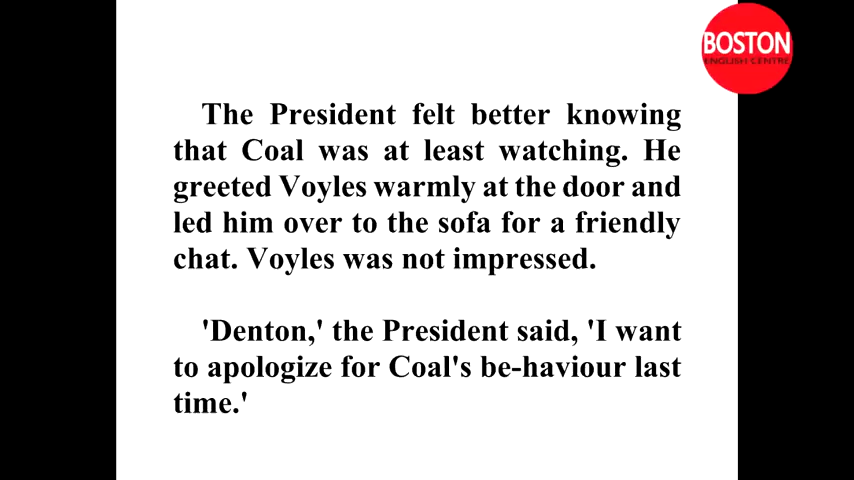 BOSTON
ENGLISH CENTRE
The President felt better knowing
that Coal was at least watching. He
greeted Voyles warmly at the door and
led him over to the sofa for a friendly
chat. Voyles was not impressed.
'Denton,' the President said, 'I want
to apologize for Coal's be-haviour last
time.'